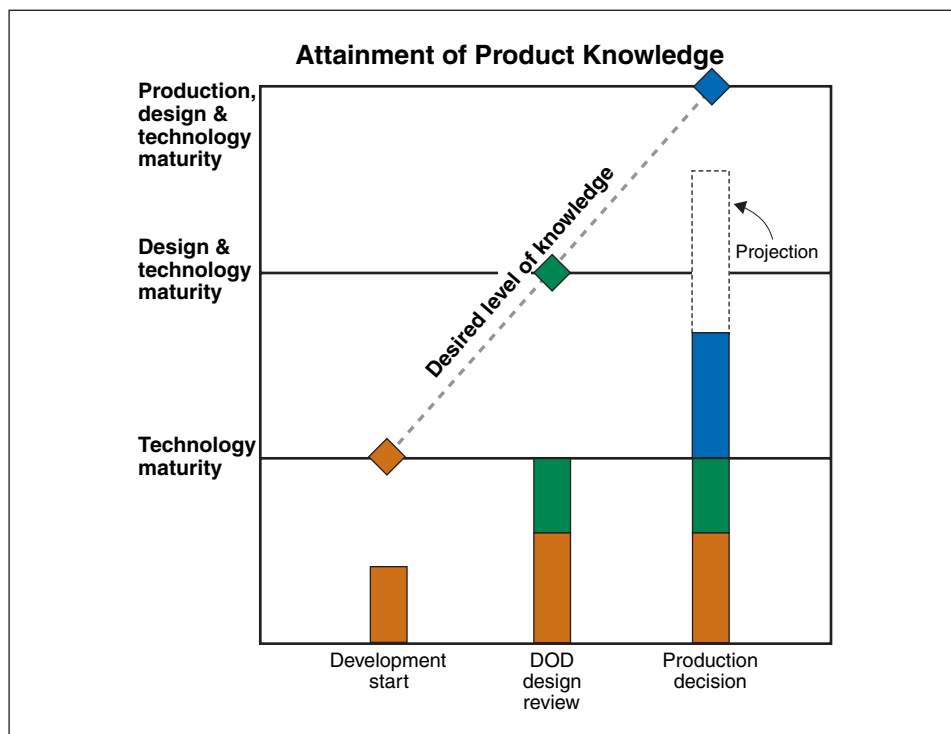 Attainment of Product Knowledge
Production,
design &
technology
maturity
Design &
technology
maturity
Technology
maturity
Desired level of knowledge
Projection
Development
start
DOD
design
review
Production
decision